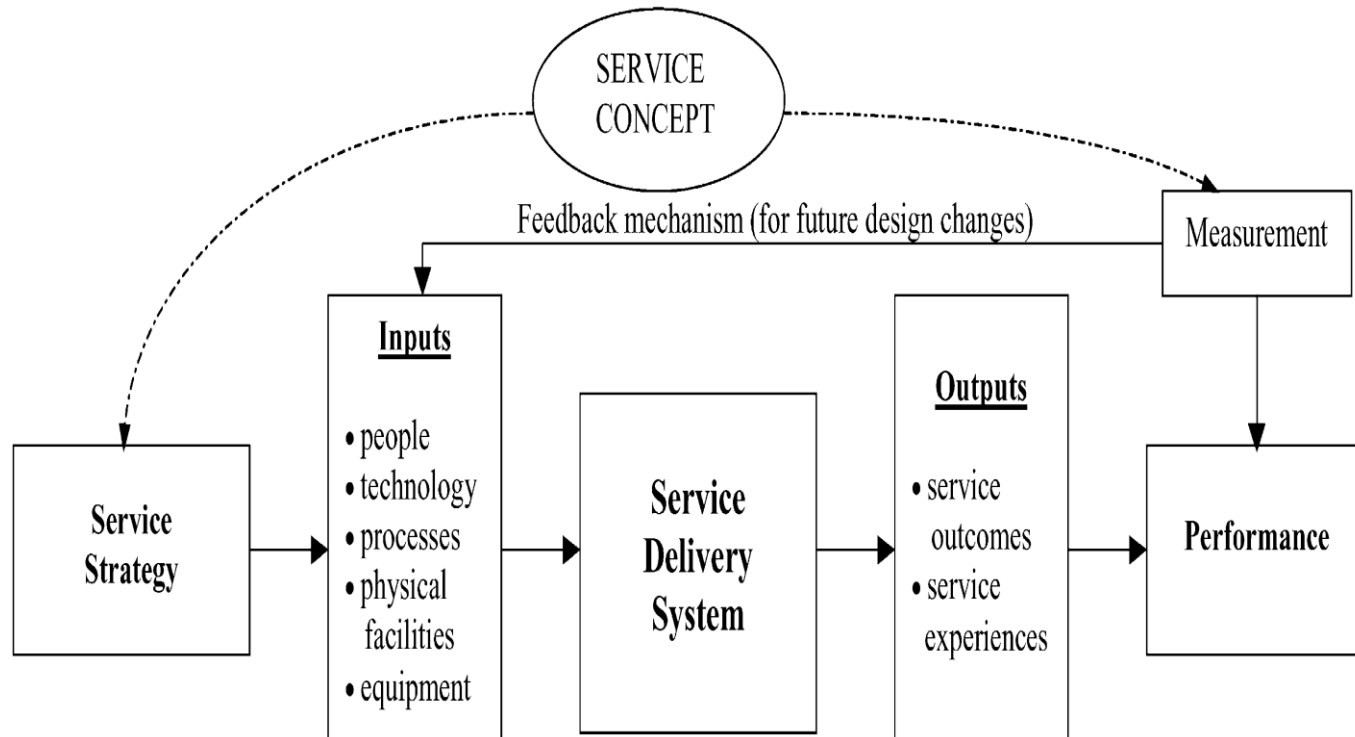 SERVICE
CONCEPT
Feedback mechanism (for future design changes)
Measurement
Service
Strategy
Inputs
• people
• technology
• processes
• physical
facilities
• equipment
Service
Delivery
System
Outputs
• service
outcomes
• service
experiences
Performance